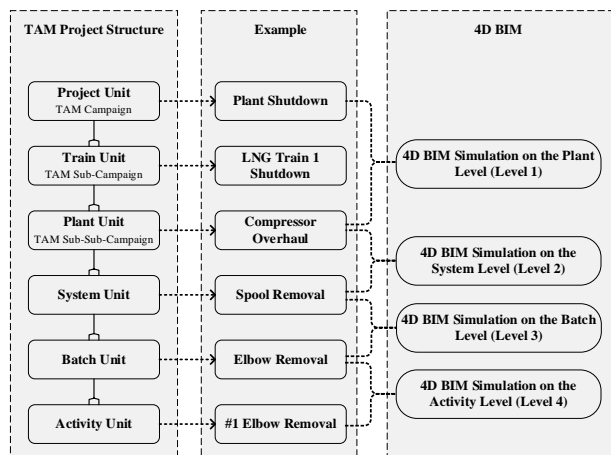 TAM Project Structure
Example
4D BIM
Project Unit
TAM Campaign
Plant Shutdown
Train Unit
TAM Sub-Campaign
LNG Train 1
Shutdown
4D BIM Simulation on the Plant
Level (Level 1)
Plant Unit
TAM Sub-Sub-Campaign
Compressor
Overhaul
4D BIM Simulation on the
System Level (Level 2)
System Unit
Spool Removal
4D BIM Simulation on the Batch
Level (Level 3)
Batch Unit
Elbow Removal
4D BIM Simulation on the
Activity Level (Level 4)
Activity Unit
#1 Elbow Removal